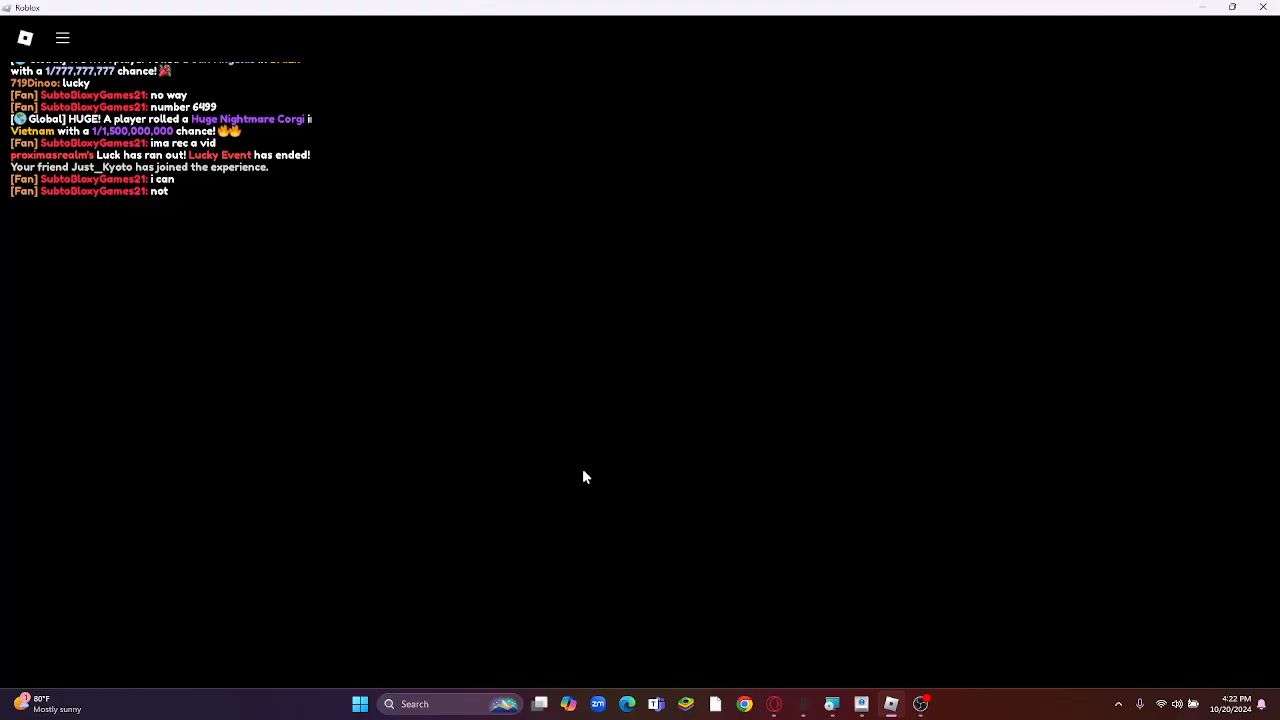 Roblox
with a 1/777,777,777 chance!🎉
719Dinoo: lucky
[Fan] SubtoBloxyGames21: no way
[Fan] SubtoBloxyGames21: number 6499
[🌎Global] HUGE! A player rolled a Huge Nightmare Corgi in
Vietnam with a 1/1,500,000,000 chance!🔥🔥
[Fan] SubtoBloxyGames21: ima rec a vid
proximasrealm's Luck has ran out! Lucky Event has ended!
Your friend Just_Kyoto has joined the experience.
[Fan] SubtoBloxyGames21: i can
[Fan] SubtoBloxyGames21: not
80°F
Mostly sunny
Search
zm
4:22 PM
10/20/2024